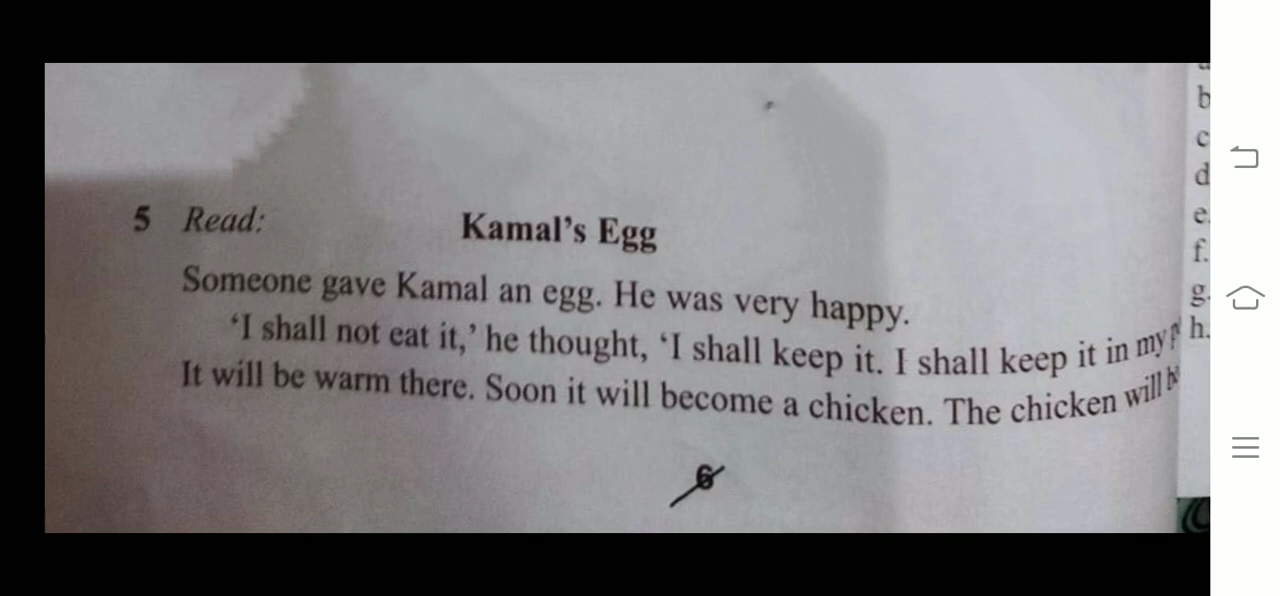 5 Read:
Kamal's Egg
Someone gave Kamal an egg. He was very happy.
'I shall not eat it,' he thought, 'I shall keep it. I shall keep it in my
It will be warm there. Soon it will become a chicken. The chicken will
6
b
c
d
e.
f.
g.
h.